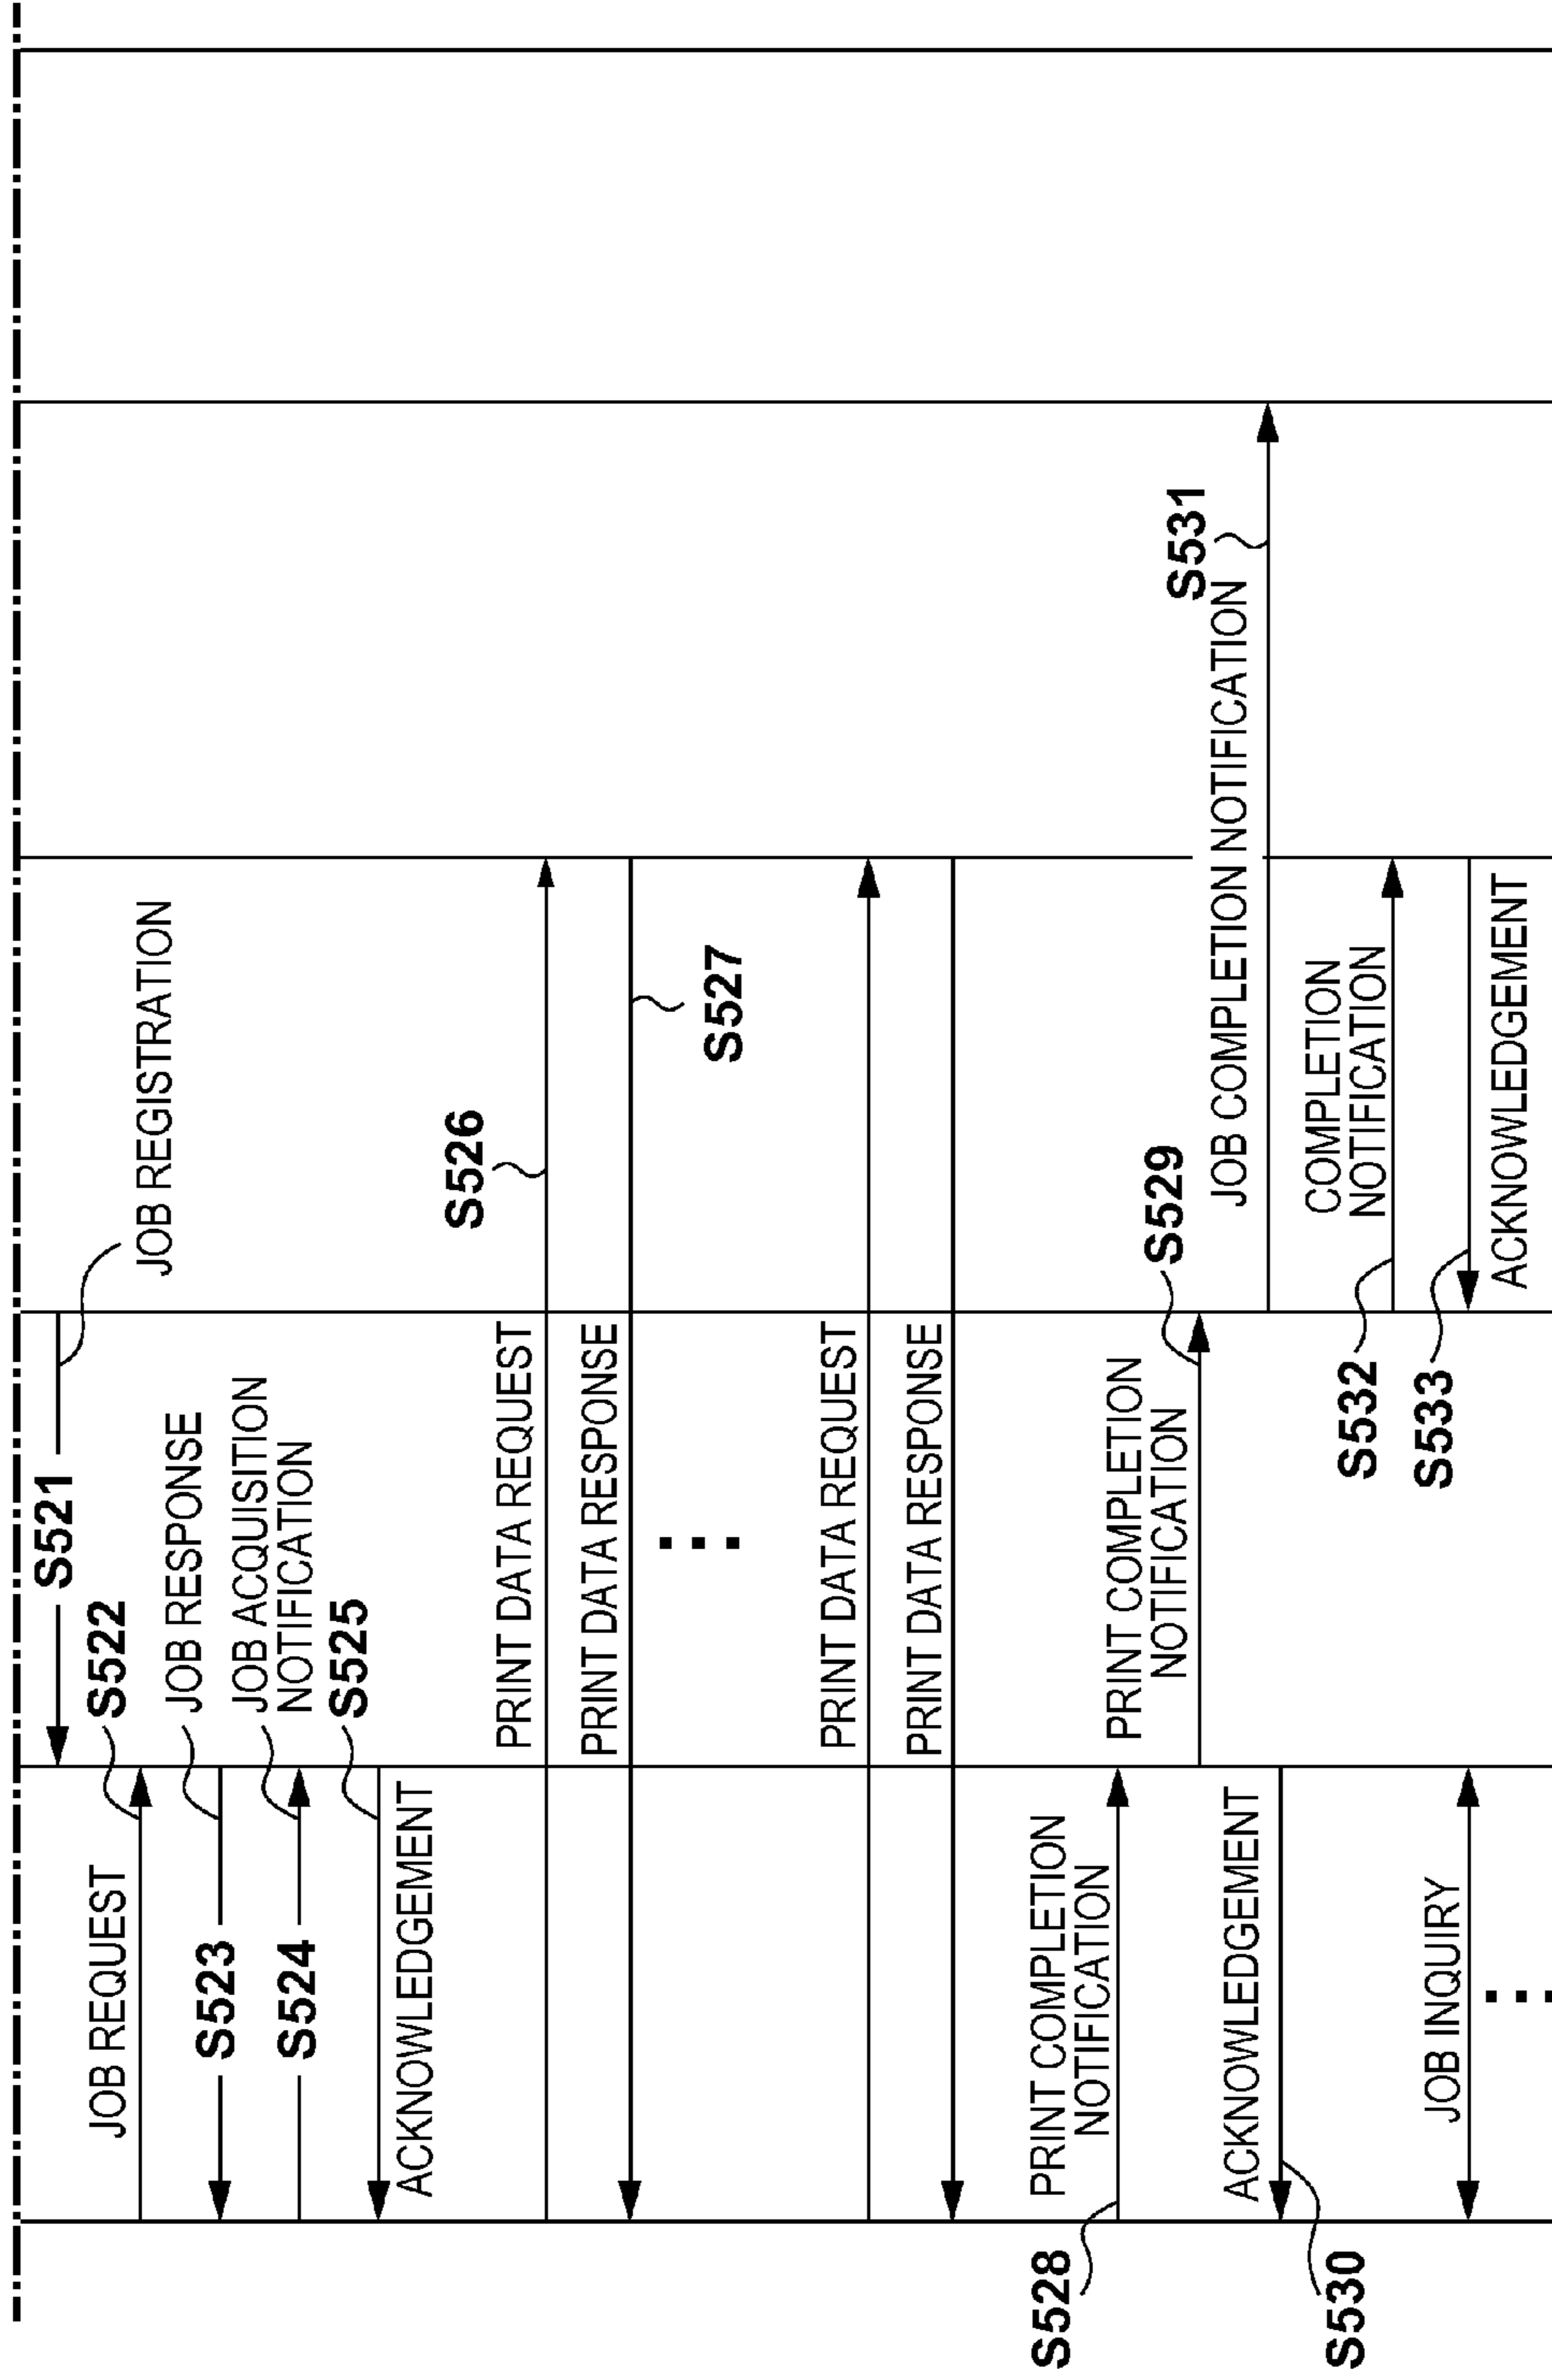 S521
JOB REGISTRATION
JOB REQUEST
S522
S523
JOB RESPONSE
S524
JOB ACQUISITION
NOTIFICATION
S525
ACKNOWLEDGEMENT
S526
PRINT DATA REQUEST
PRINT DATA RESPONSE
S527
PRINT DATA REQUEST
PRINT DATA RESPONSE
S528
PRINT COMPLETION
NOTIFICATION
PRINT COMPLETION
NOTIFICATION
S529
S531
JOB COMPLETION NOTIFICATION
ACKNOWLEDGEMENT
S530
COMPLETION
NOTIFICATION
S532
S533
ACKNOWLEDGEMENT
JOB INQUIRY